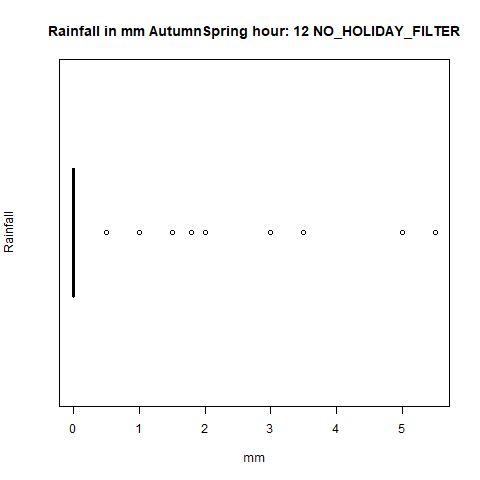 Rainfall in mm AutumnSpring hour: 12 NO_HOLIDAY_FILTER
Rainfall
0 1 2 3 4 5
mm